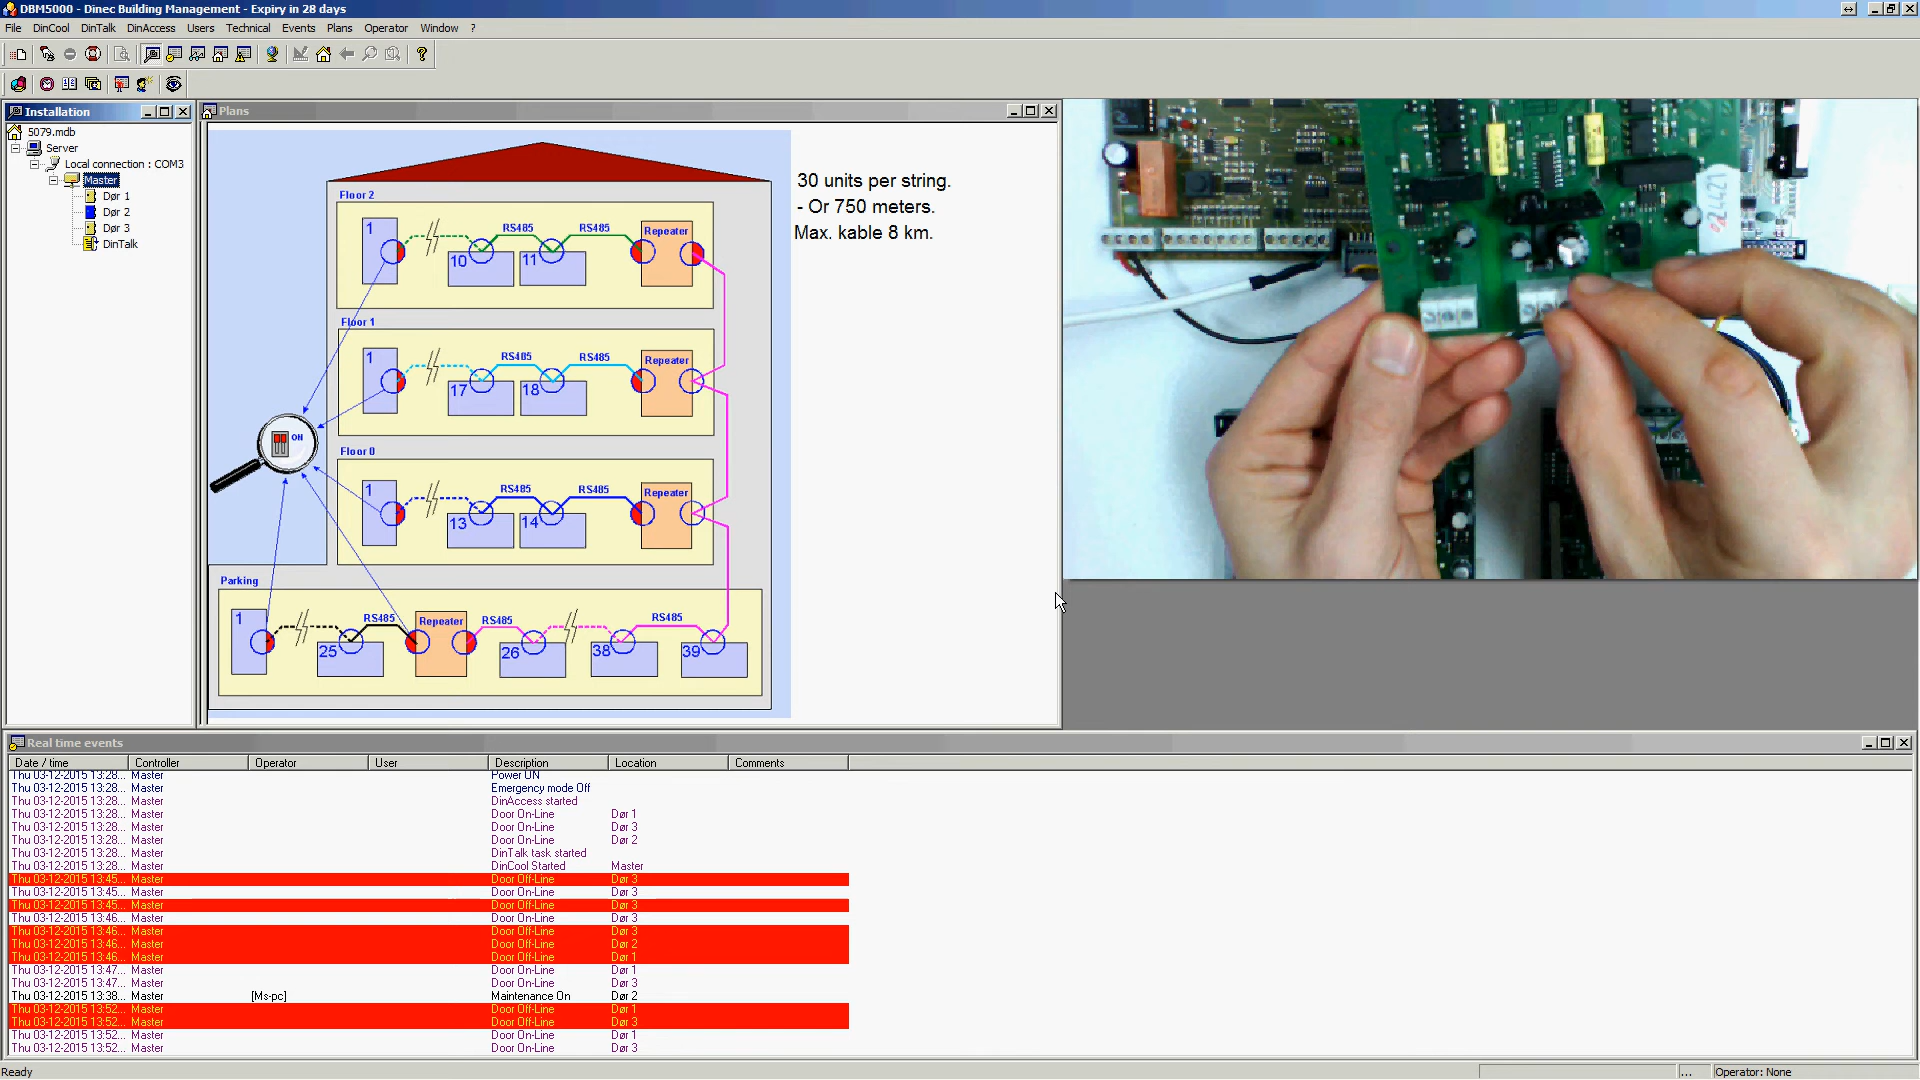 DBM5000 - Dinec Building Management - Expiry in 28 days
File DinCool DinTalk DinAccess Users Technical Events Plans Operator Window ?
Installation
5079.mdb
Server
Local connection : COM3
Master
Dør 1
Dør 2
Dør 3
DinTalk
Plans
Floor 2
1 10 RS485 11 RS485 Repeater
Floor 1
1 17 RS485 18 RS485 Repeater
ON
Floor 0
1 13 RS485 14 RS485 Repeater
Parking
1 25 RS485 Repeater RS485 26 38 RS485 39
30 units per string.
- Or 750 meters.
Max. kable 8 km.
Real time events
Date / time Controller Operator User Description Location Comments
Thu 03-12-2015 13:28... Master Power ON
Thu 03-12-2015 13:28... Master Emergency mode Off
Thu 03-12-2015 13:28... Master DinAccess started
Thu 03-12-2015 13:28... Master Door On-Line Dør 1
Thu 03-12-2015 13:28... Master Door On-Line Dør 3
Thu 03-12-2015 13:28... Master Door On-Line Dør 2
Thu 03-12-2015 13:28... Master DinTalk task started
Thu 03-12-2015 13:28... Master DinCool Started Master
Thu 03-12-2015 13:45... Master Door Off-Line Dør 3
Thu 03-12-2015 13:45... Master Door On-Line Dør 3
Thu 03-12-2015 13:45... Master Door Off-Line Dør 3
Thu 03-12-2015 13:46... Master Door On-Line Dør 3
Thu 03-12-2015 13:46... Master Door Off-Line Dør 3
Thu 03-12-2015 13:46... Master Door Off-Line Dør 2
Thu 03-12-2015 13:46... Master Door Off-Line Dør 1
Thu 03-12-2015 13:47... Master Door On-Line Dør 1
Thu 03-12-2015 13:47... Master Door On-Line Dør 3
Thu 03-12-2015 13:38... Master [Ms-pc] Maintenance On Dør 2
Thu 03-12-2015 13:52... Master Door Off-Line Dør 1
Thu 03-12-2015 13:52... Master Door Off-Line Dør 3
Thu 03-12-2015 13:52... Master Door On-Line Dør 1
Thu 03-12-2015 13:52... Master Door On-Line Dør 3
Ready
... Operator: None